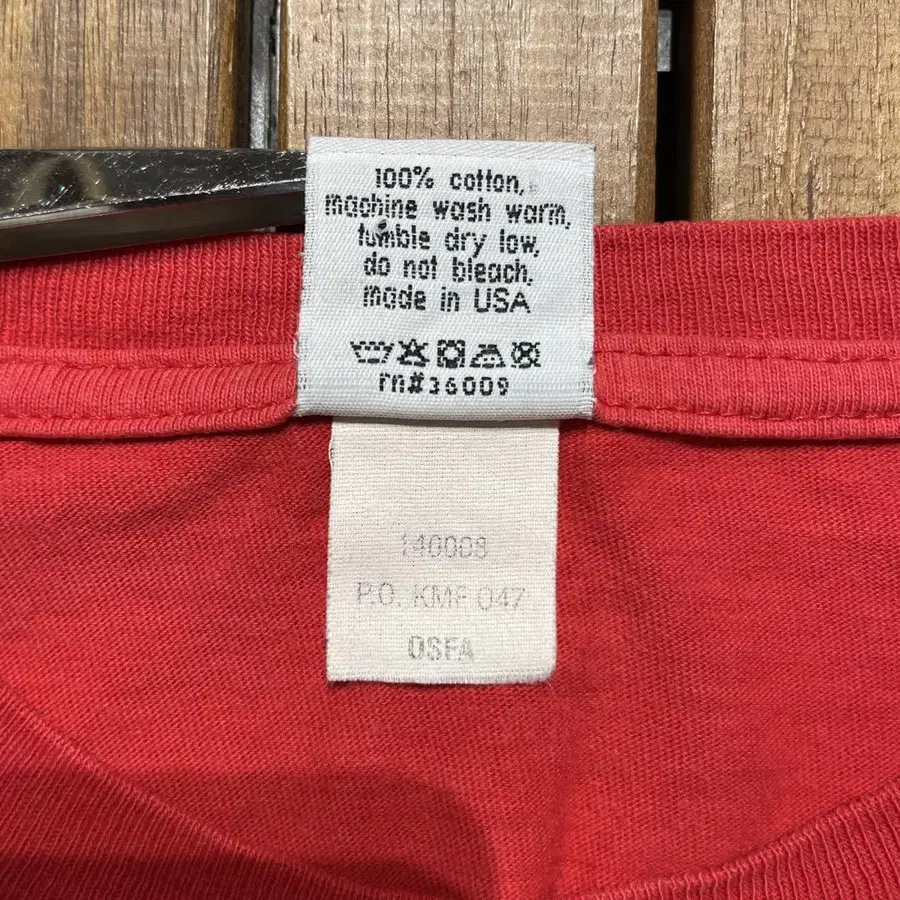 100% cotton,
machine wash warm,
tumble dry low,
do not bleach.
made in USA
rn#36009
140008
P.O. KMF 047
OSFA